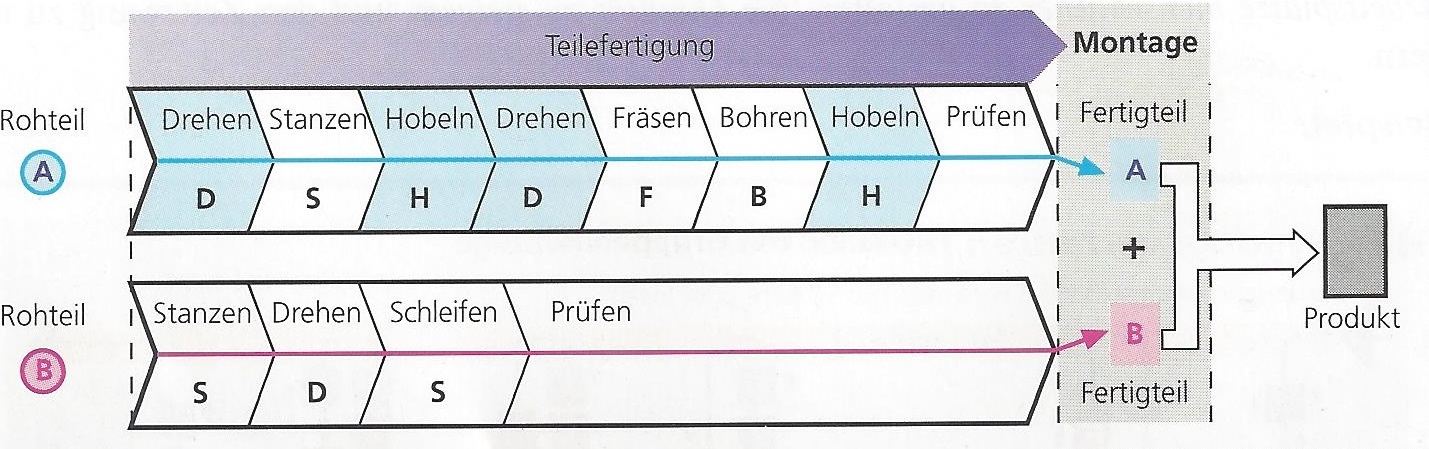 Teilefertigung
Montage
Rohteil
A
Drehen Stanzen Hobeln Drehen Fräsen Bohren Hobeln Prüfen
D S H D F B H
Fertigteil
A
+
Rohteil
B
Stanzen Drehen Schleifen Prüfen
S D S
B
Fertigteil
Produkt